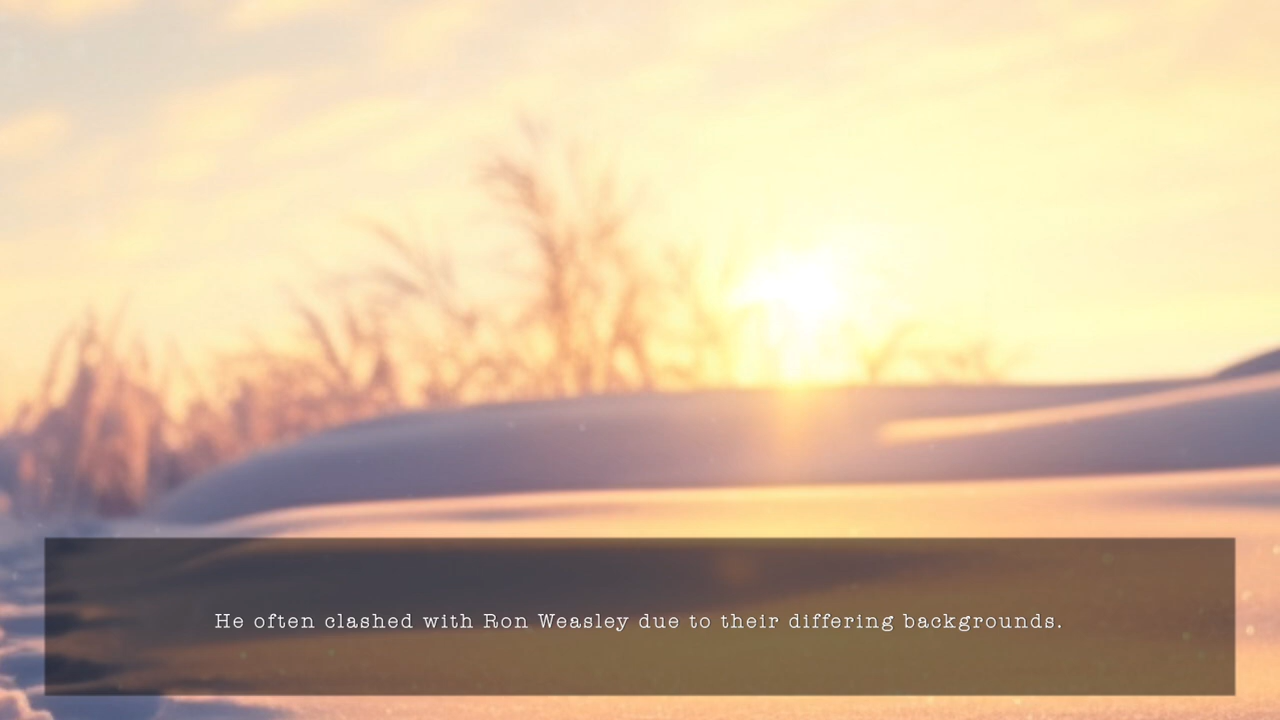 He often clashed with Ron Weasley due to their differing backgrounds.